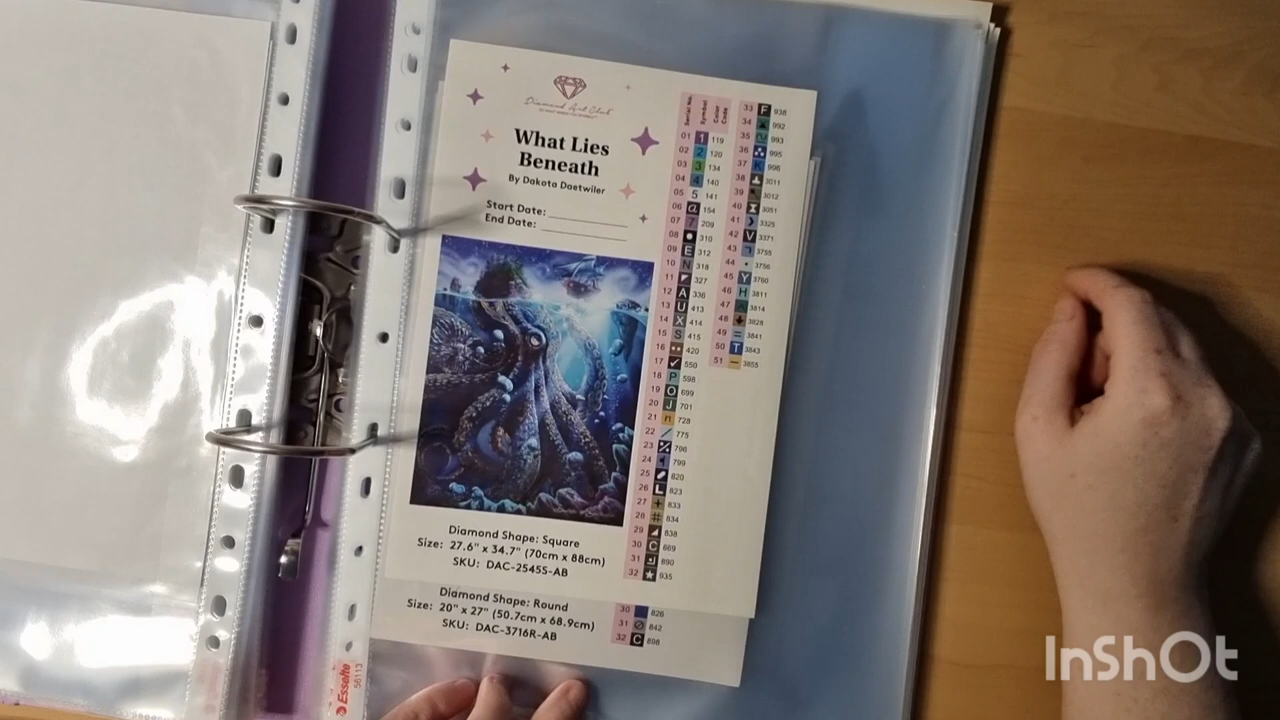 Diamond Art Club
What Lies
Beneath
By Dakota Daetwiler
Start Date:
End Date:
Diamond Shape: Square
Size: 27.6" x 34.7" (70cm x 88cm)
SKU: DAC-2545S-AB
Serial No. Symbol Color Code
01 1 119
02 2 120
03 3 134
04 4 140
05 5 141
06 a 154
07 7 209
08 310
09 E 312
10 N 318
11 327
12 A 336
13 U 413
14 X 414
15 S 415
16 420
17 ✓ 550
18 P 598
19 O 699
20 J 701
21 n 728
22 / 775
23 796
24 799
25 820
26 L 823
27 + 833
28 # 834
29 838
30 C 869
31 890
32 ★ 935
33 F 938
34 992
35 993
36 995
37 K 996
38 3011
39 3012
40 3051
41 3325
42 V 3371
43 3755
44 3756
45 Y 3760
46 H 3811
47 3814
48 3828
49 = 3841
50 T 3843
51 – 3855
Diamond Shape: Round
Size: 20" x 27" (50.7cm x 68.9cm)
SKU: DAC-3716R-AB
30 826
31 842
32 C 898
Esselte
56113
InShOt